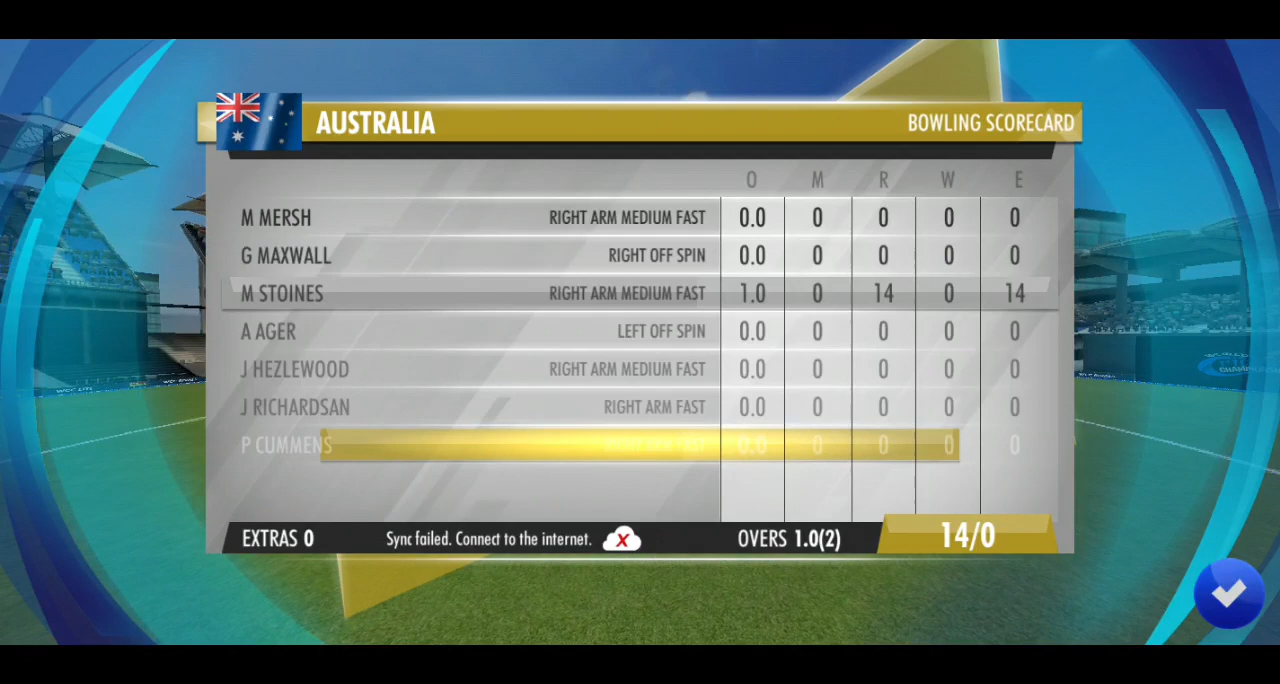 AUSTRALIA BOWLING SCORECARD
O M R W E
M MERSH RIGHT ARM MEDIUM FAST 0.0 0 0 0 0
G MAXWALL RIGHT OFF SPIN 0.0 0 0 0 0
M STOINES RIGHT ARM MEDIUM FAST 1.0 0 14 0 14
A AGER LEFT OFF SPIN 0.0 0 0 0 0
J HEZLEWOOD RIGHT ARM MEDIUM FAST 0.0 0 0 0 0
J RICHARDSAN RIGHT ARM FAST 0.0 0 0 0 0
P CUMMENS RIGHT ARM 0.0 0 0 0 0
EXTRAS 0 Sync failed. Connect to the internet. X OVERS 1.0(2) 14/0